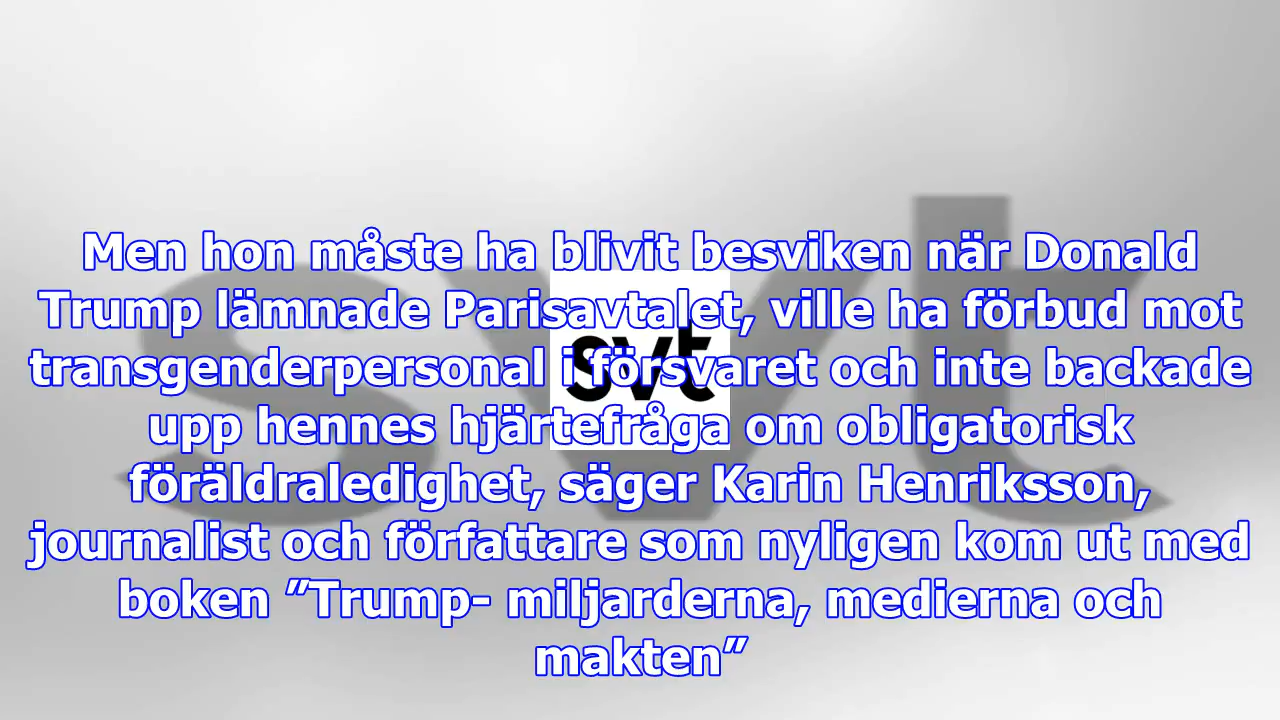 Men hon måste ha blivit besviken när Donald
Trump lämnade Parisavtalet, ville ha förbud mot
transgenderpersonal i försvaret och inte backade
upp hennes hjärtefråga om obligatorisk
föräldraledighet, säger Karin Henriksson,
journalist och författare som nyligen kom ut med
boken ”Trump- miljarderna, medierna och
makten”
svt
svt